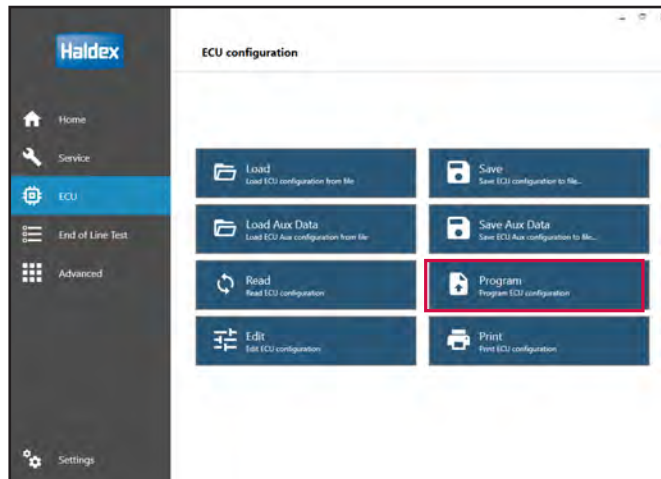 Haldex
ECU configuration
Home
Service
ECU
End of Line Test
Advanced
Settings
Load
Load ECU configuration from file
Save
Save ECU configuration to file...
Load Aux Data
Load ECU Aux configuration from file
Save Aux Data
Save ECU Aux configuration to file...
Read
Read ECU configuration
Program
Program ECU configuration
Edit
Edit ECU configuration
Print
Print ECU configuration